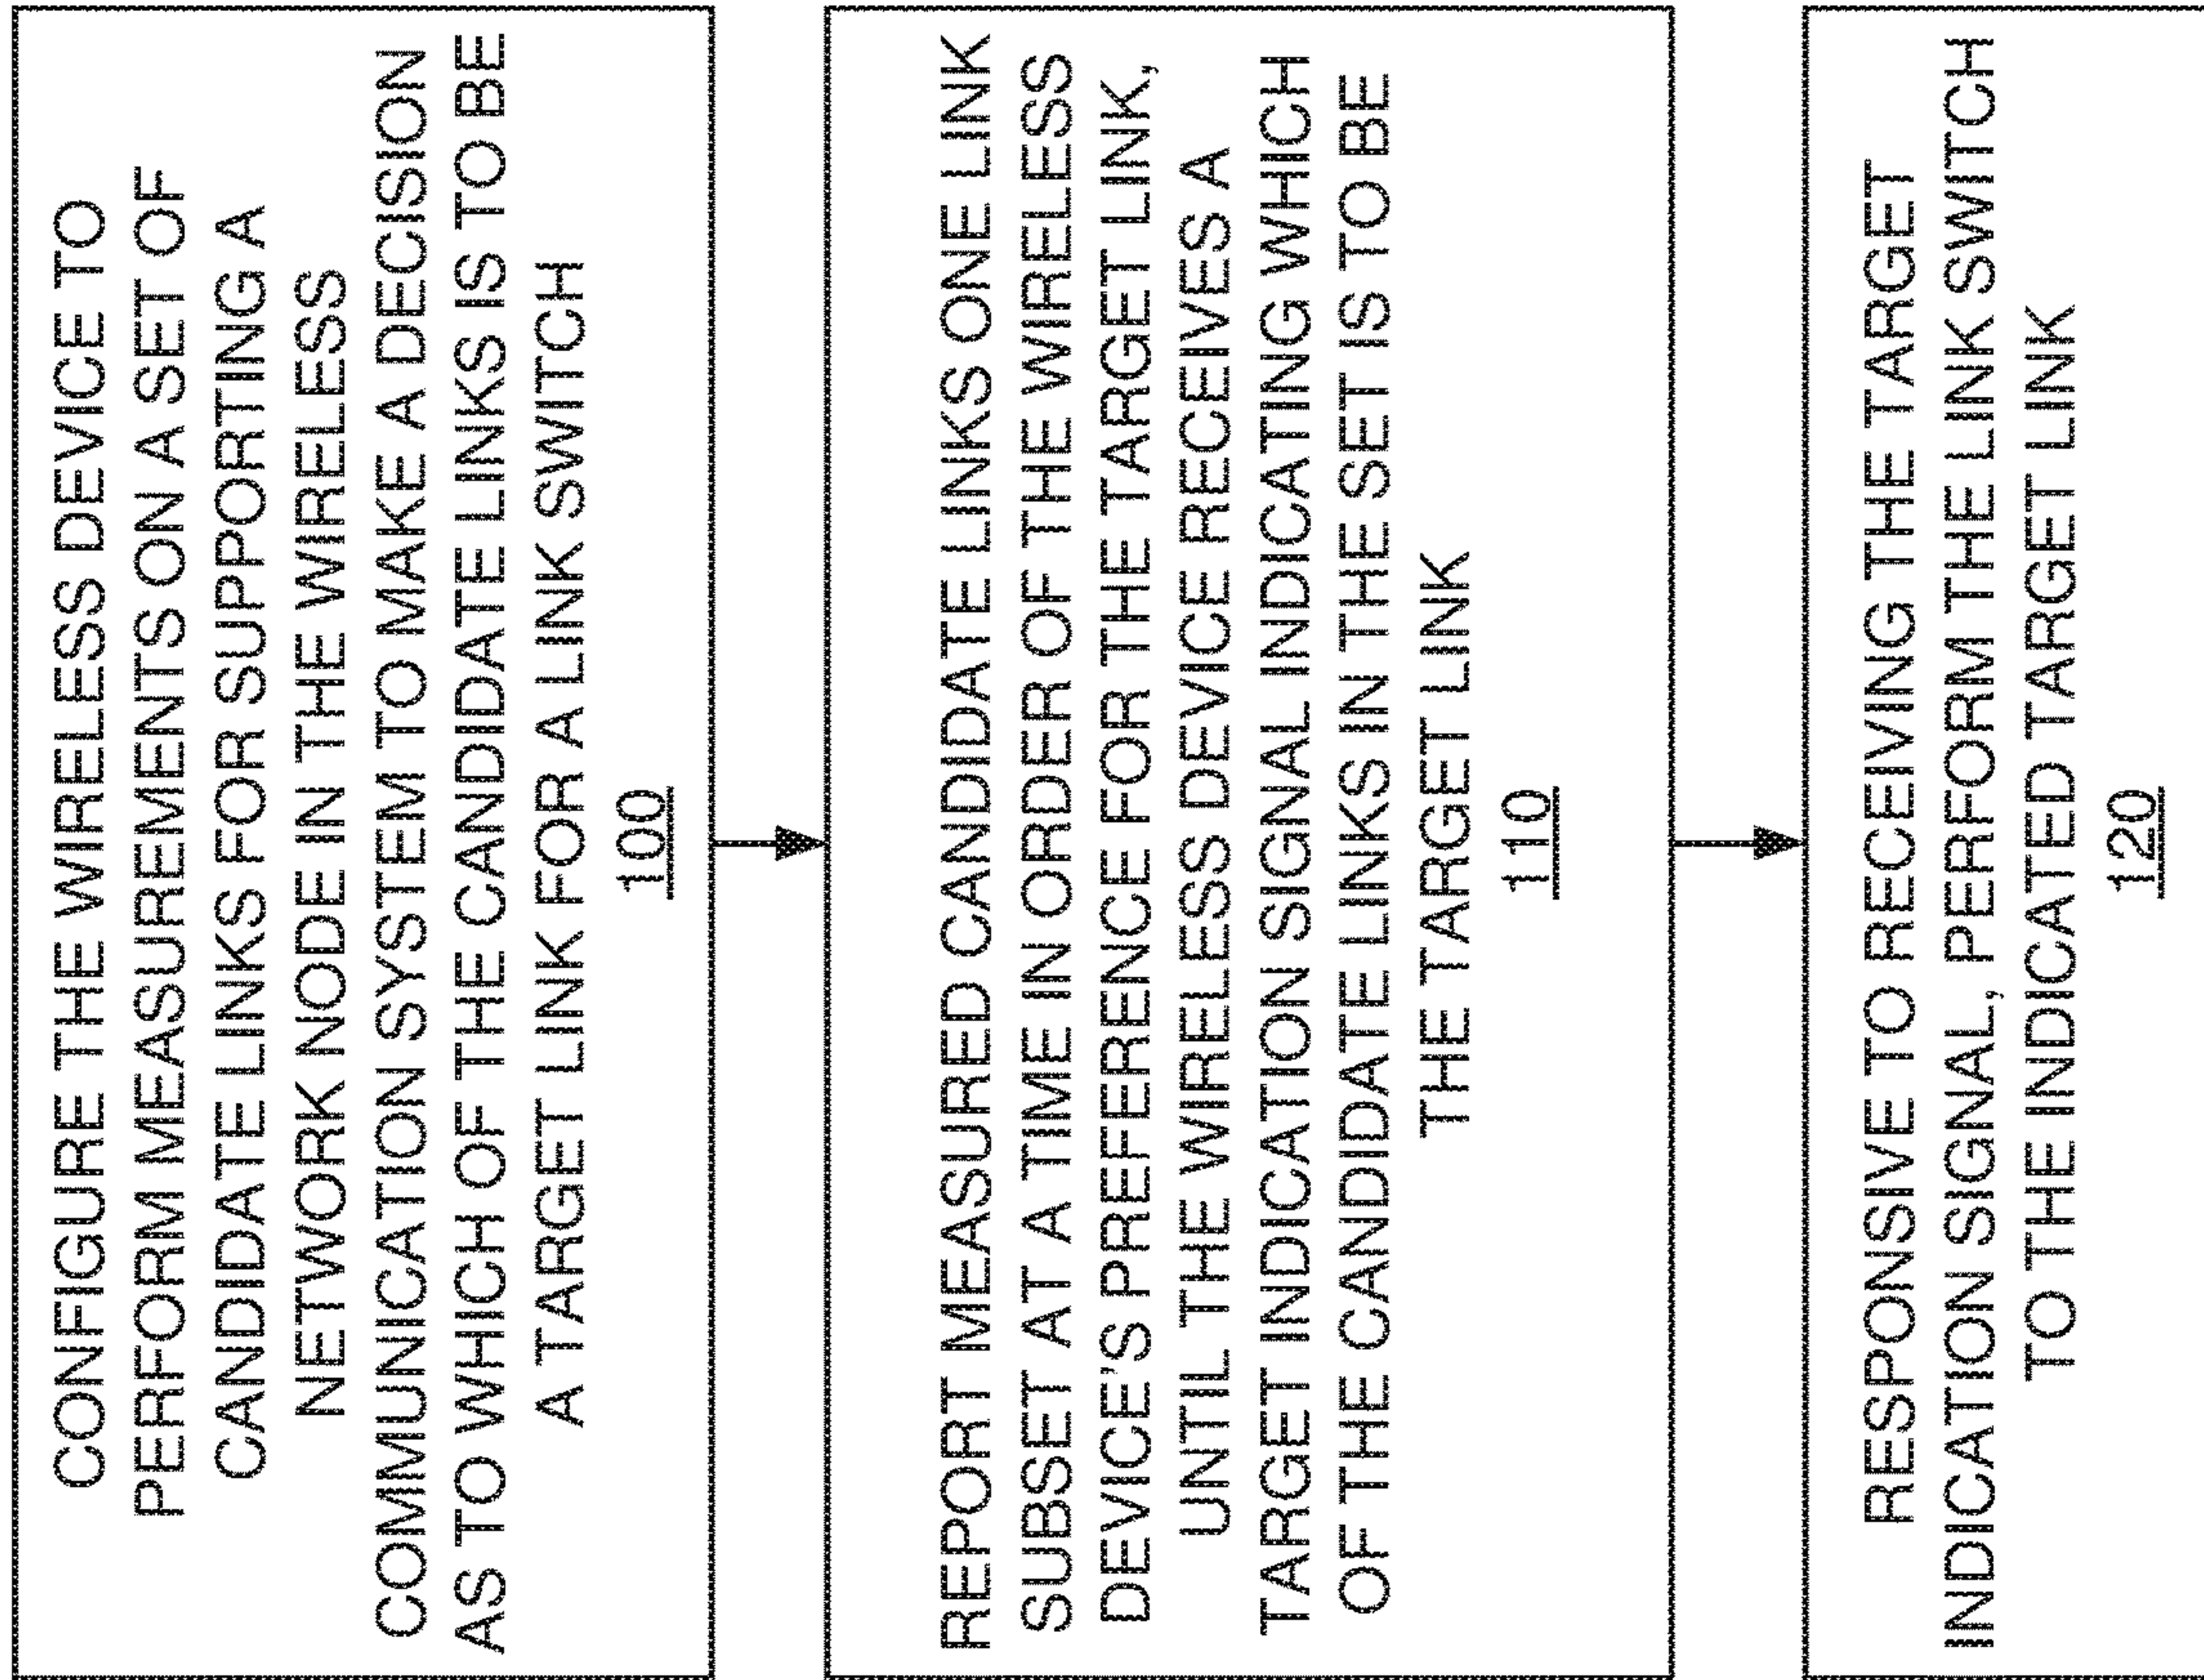 CONFIGURE THE WIRELESS DEVICE TO
PERFORM MEASUREMENTS ON A SET OF
CANDIDATE LINKS FOR SUPPORTING A
NETWORK NODE IN THE WIRELESS
COMMUNICATION SYSTEM TO MAKE A DECISION
AS TO WHICH OF THE CANDIDATE LINKS IS TO BE
A TARGET LINK FOR A LINK SWITCH
100
REPORT MEASURED CANDIDATE LINKS ONE LINK
SUBSET AT A TIME IN ORDER OF THE WIRELESS
DEVICE'S PREFERENCE FOR THE TARGET LINK,
UNTIL THE WIRELESS DEVICE RECEIVES A
TARGET INDICATION SIGNAL INDICATING WHICH
OF THE CANDIDATE LINKS IN THE SET IS TO BE
THE TARGET LINK
110
RESPONSIVE TO RECEIVING THE TARGET
INDICATION SIGNAL, PERFORM THE LINK SWITCH
TO THE INDICATED TARGET LINK
120